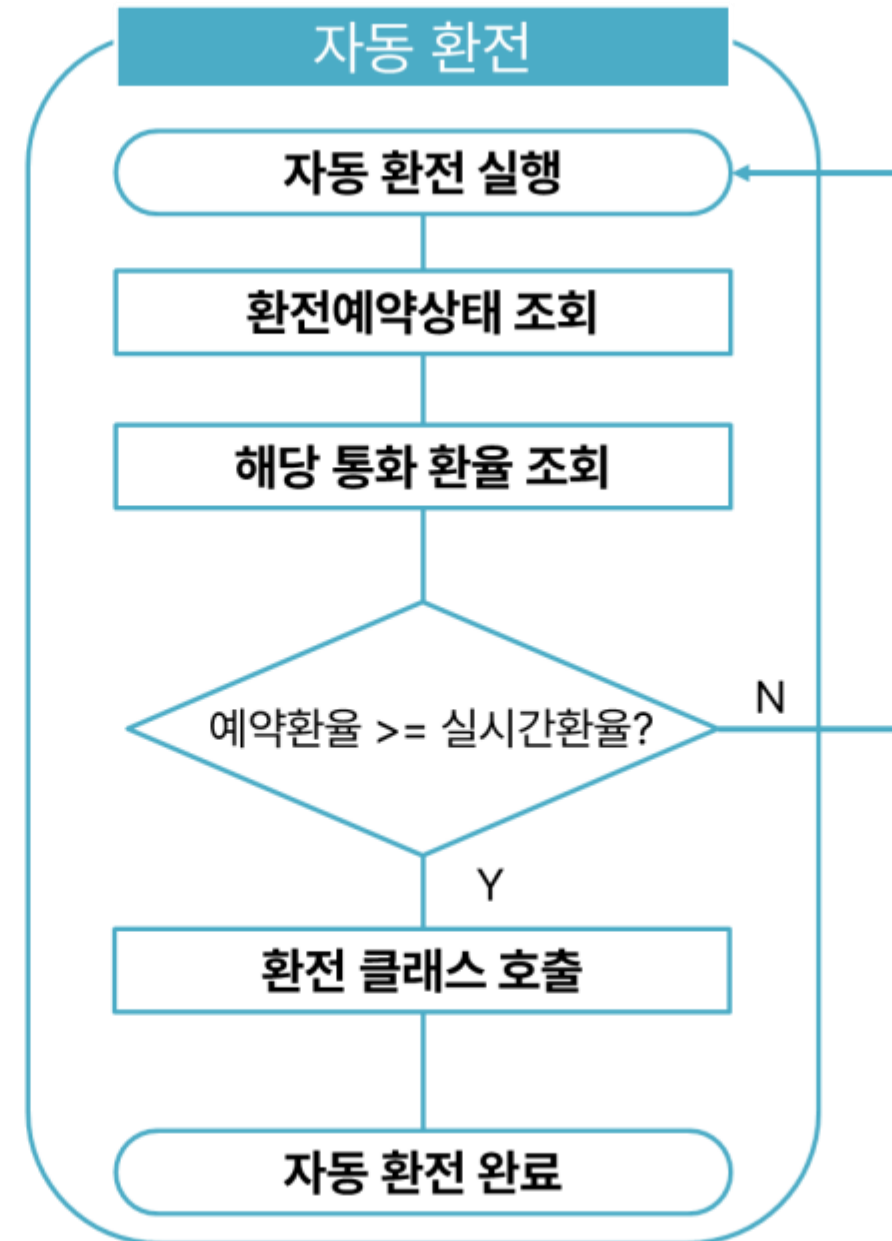 자동 환전
자동 환전 실행
환전예약상태 조회
해당 통화 환율 조회
예약환율 >= 실시간환율?
N
Y
환전 클래스 호출
자동 환전 완료